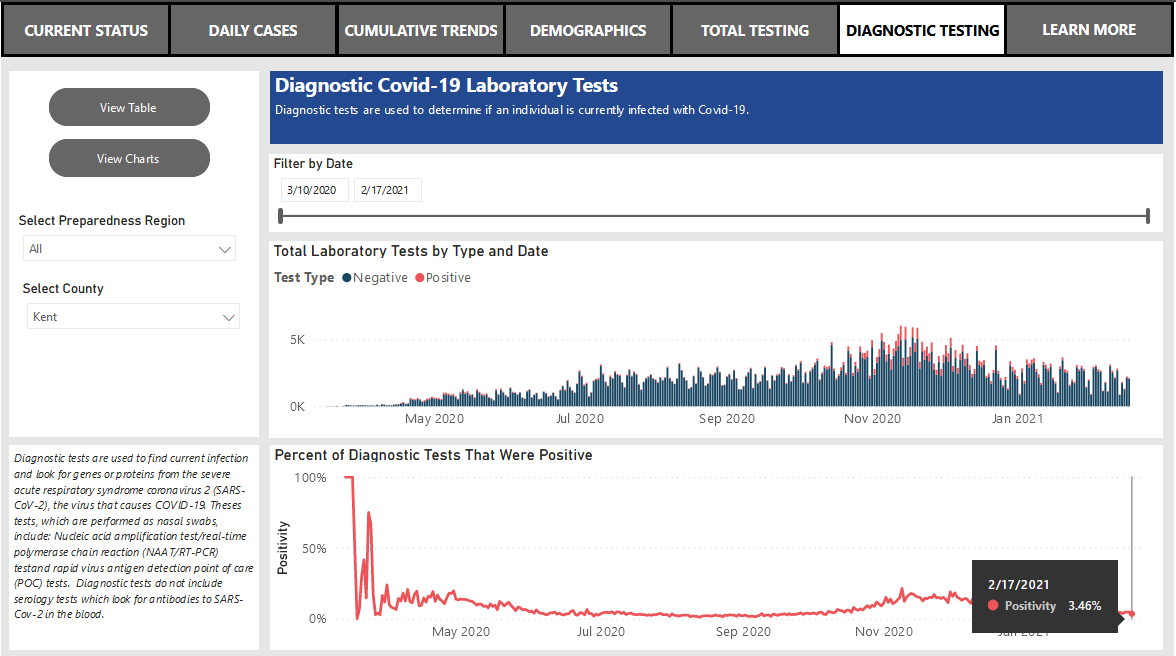 CURRENT STATUS
DAILY CASES
CUMULATIVE TRENDS
DEMOGRAPHICS
TOTAL TESTING
DIAGNOSTIC TESTING
LEARN MORE
View Table
View Charts
Select Preparedness Region
All
Select County
Kent
Diagnostic tests are used to find current infection
and look for genes or proteins from the severe
acute respiratory syndrome coronavirus 2 (SARS-
CoV-2), the virus that causes COVID-19. Theses
tests, which are performed as nasal swabs,
include: Nucleic acid amplification test/real-time
polymerase chain reaction (NAAT/RT-PCR)
testand rapid virus antigen detection point of care
(POC) tests. Diagnostic tests do not include
serology tests which look for antibodies to SARS-
Cov-2 in the blood.
Diagnostic Covid-19 Laboratory Tests
Diagnostic tests are used to determine if an individual is currently infected with Covid-19.
Filter by Date
3/10/2020
2/17/2021
Total Laboratory Tests by Type and Date
Test Type Negative Positive
5K
0K
May 2020
Jul 2020
Sep 2020
Nov 2020
Jan 2021
Percent of Diagnostic Tests That Were Positive
Positivity
100%
50%
0%
May 2020
Jul 2020
Sep 2020
Nov 2020
Jan 2021
2/17/2021
Positivity 3.46%